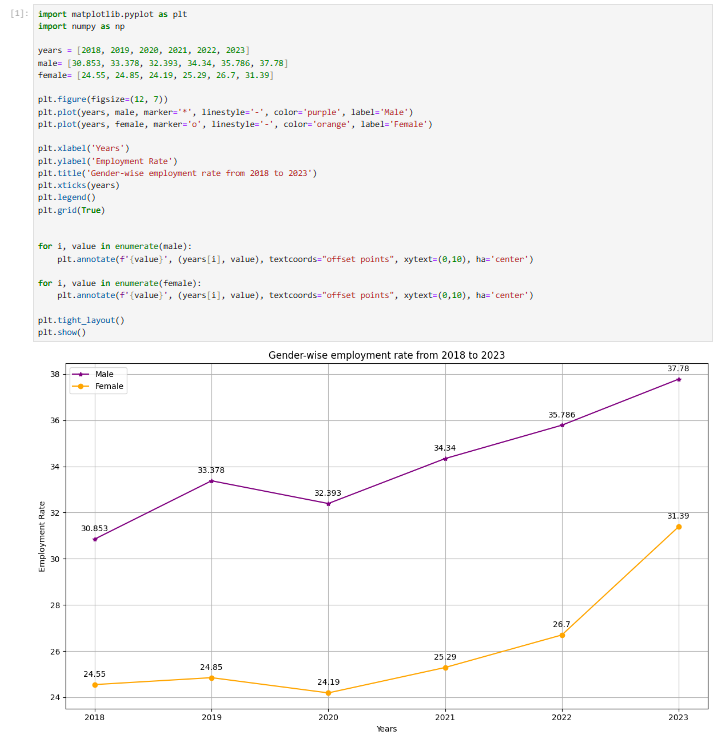 [1]:
import matplotlib.pyplot as plt
import numpy as np
years = [2018, 2019, 2020, 2021, 2022, 2023]
male= [30.853, 33.378, 32.393, 34.34, 35.786, 37.78]
female= [24.55, 24.85, 24.19, 25.29, 26.7, 31.39]
plt.figure(figsize=(12, 7))
plt.plot(years, male, marker='*', linestyle='-', color='purple', label='Male')
plt.plot(years, female, marker='o', linestyle='-', color='orange', label='Female')
plt.xlabel('Years')
plt.ylabel('Employment Rate')
plt.title('Gender-wise employment rate from 2018 to 2023')
plt.xticks(years)
plt.legend()
plt.grid(True)
for i, value in enumerate(male):
    plt.annotate(f'{value}', (years[i], value), textcoords="offset points", xytext=(0,10), ha='center')
for i, value in enumerate(female):
    plt.annotate(f'{value}', (years[i], value), textcoords="offset points", xytext=(0,10), ha='center')
plt.tight_layout()
plt.show()
Gender-wise employment rate from 2018 to 2023
Male
Female
38
36
34
32
30
28
26
24
Employment Rate
30.853
33.378
32.393
34.34
35.786
37.78
24.55
24.85
24.19
25.29
26.7
31.39
2018
2019
2020
2021
2022
2023
Years